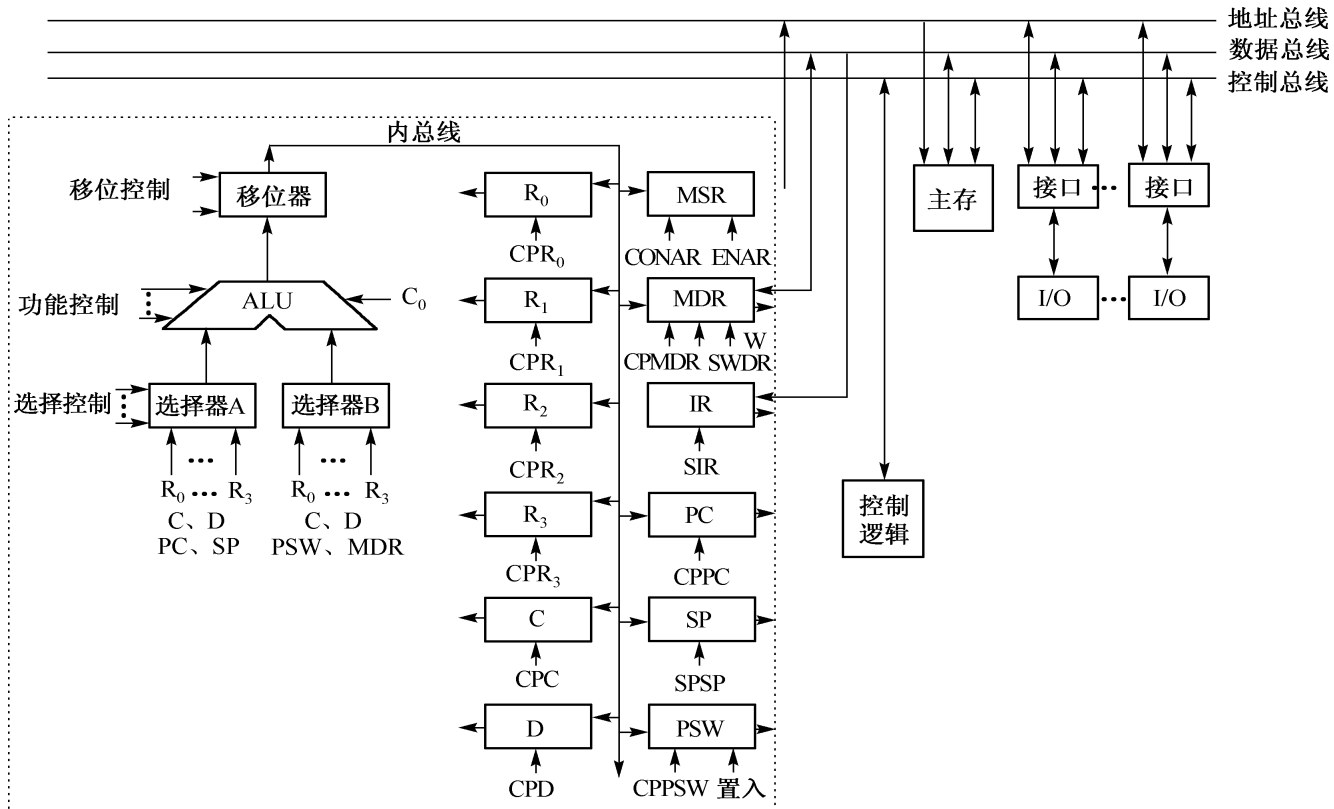 地址总线
数据总线
控制总线
内总线
移位控制
移位器
R₀
MSR
主存
接口
•••
接口
CPR₀
CONAR
ENAR
功能控制
ALU
C₀
R₁
MDR
I/O
•••
I/O
CPR₁
CPMDR
W
SWDR
选择控制
选择器A
选择器B
R₂
IR
CPR₂
SIR
•••
•••
R₀ ••• R₃
R₀ ••• R₃
C、D
C、D
PC、SP
PSW、MDR
R₃
PC
控制
逻辑
CPR₃
CPPC
C
SP
CPC
SPSP
D
PSW
CPD
CPPSW
置入